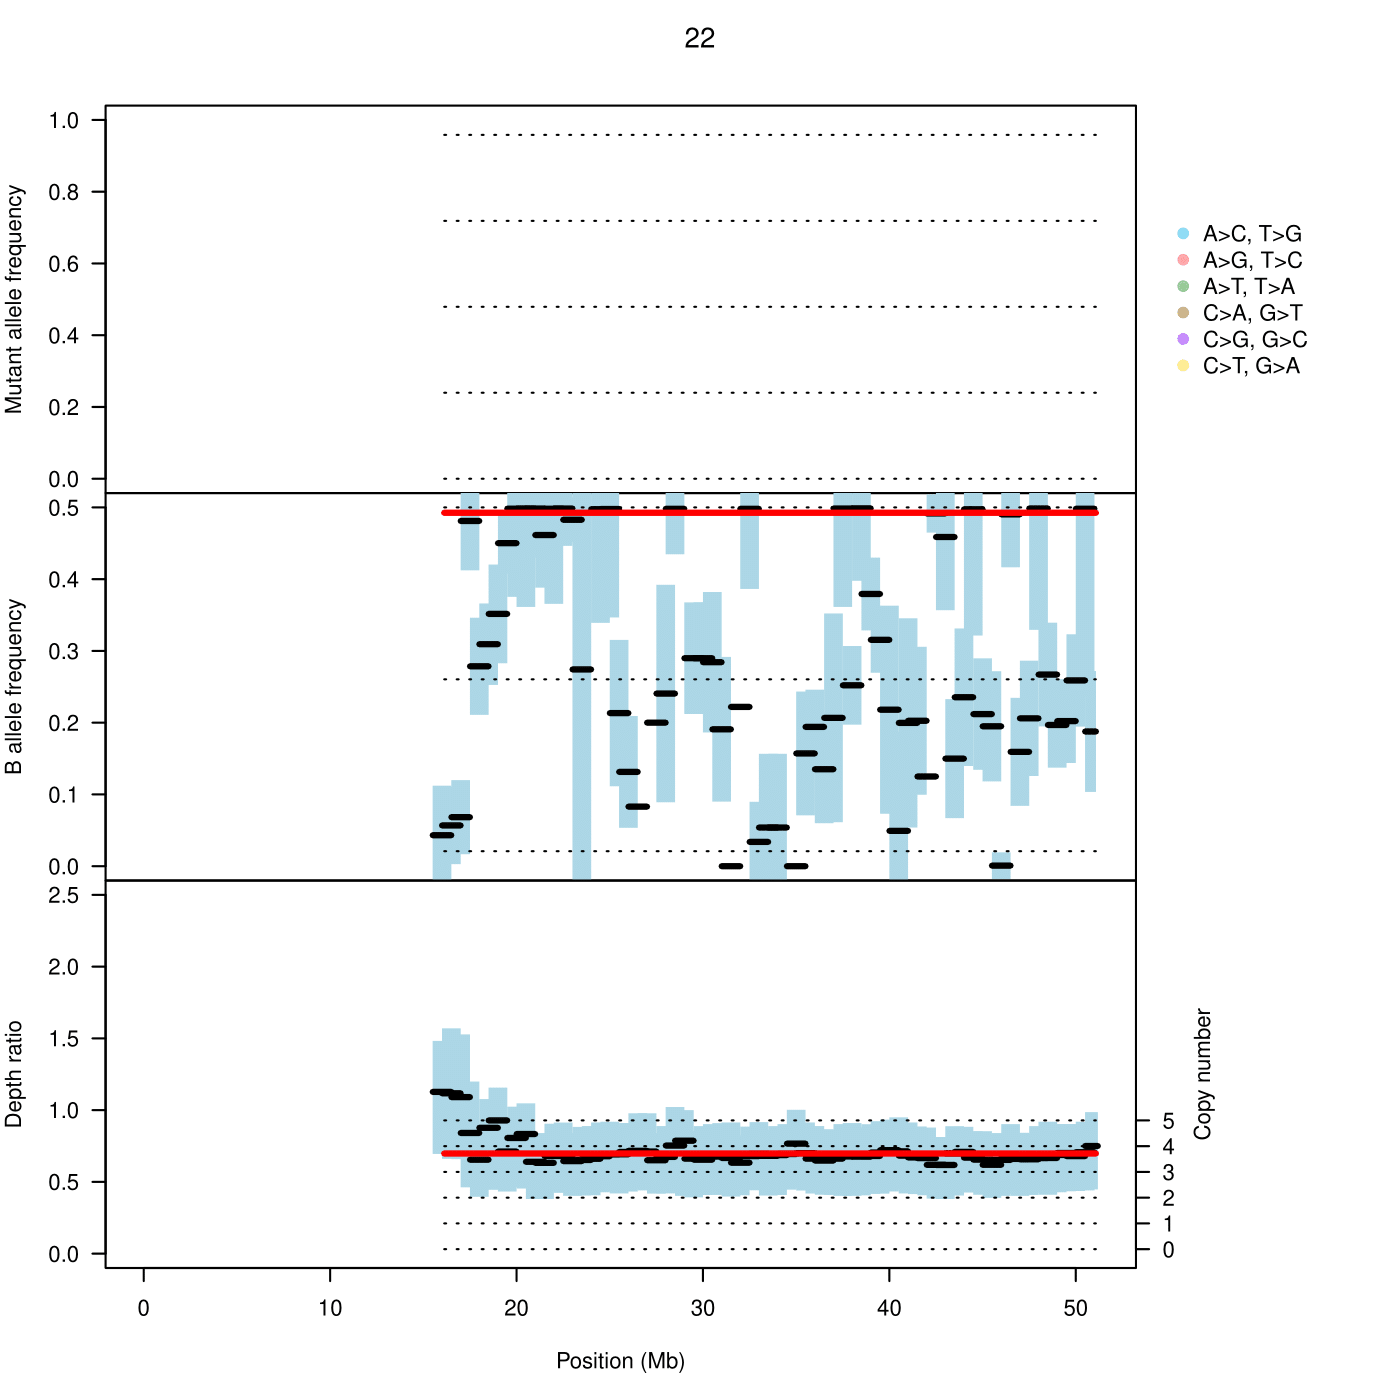 22
Mutant allele frequency
1.0
0.8
0.6
0.4
0.2
0.0
A>C, T>G
A>G, T>C
A>T, T>A
C>A, G>T
C>G, G>C
C>T, G>A
B allele frequency
0.5
0.4
0.3
0.2
0.1
0.0
Depth ratio
2.5
2.0
1.5
1.0
0.5
0.0
Copy number
5
4
3
2
1
0
0 10 20 30 40 50
Position (Mb)